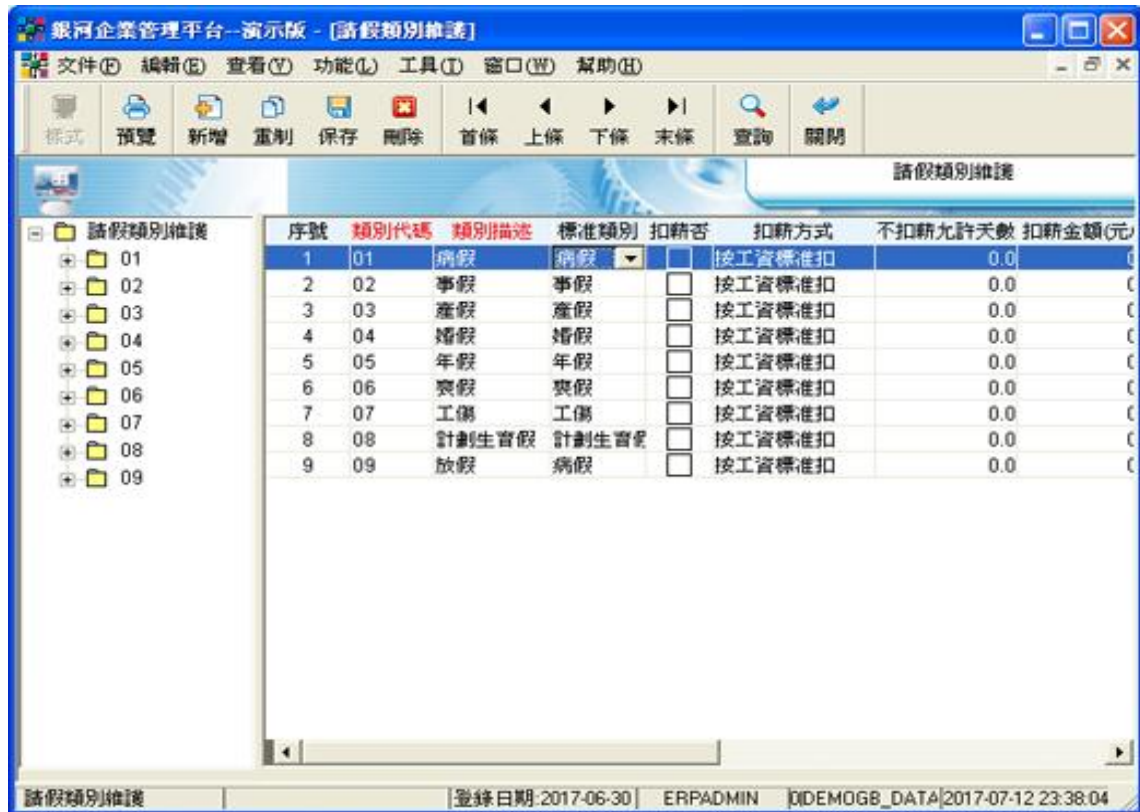 銀河企業管理平台--演示版 - [請假類別維護]
交件(F) 編輯(E) 查看(V) 功能(L) 工具(T) 窗口(W) 幫助(H)
樣式 預覽 新增 重制 保存 刪除 首條 上條 下條 末條 查詢 關閉
請假類別維護
請假類別維護
01
02
03
04
05
06
07
08
09
序號 類別代碼 類別描述 標准類別 扣薪否 扣薪方式 不扣薪允許天數 扣薪金額(元/
1 01 病假 病假 按工資標准扣 0.0
2 02 事假 事假 按工資標准扣 0.0
3 03 產假 產假 按工資標准扣 0.0
4 04 婚假 婚假 按工資標准扣 0.0
5 05 年假 年假 按工資標准扣 0.0
6 06 喪假 喪假 按工資標准扣 0.0
7 07 工傷 工傷 按工資標准扣 0.0
8 08 計劃生育假 計劃生育假 按工資標准扣 0.0
9 09 放假 病假 按工資標准扣 0.0
請假類別維護 登錄日期:2017-06-30 ERPADMIN DEMOGB_DATA 2017-07-12 23:38:04